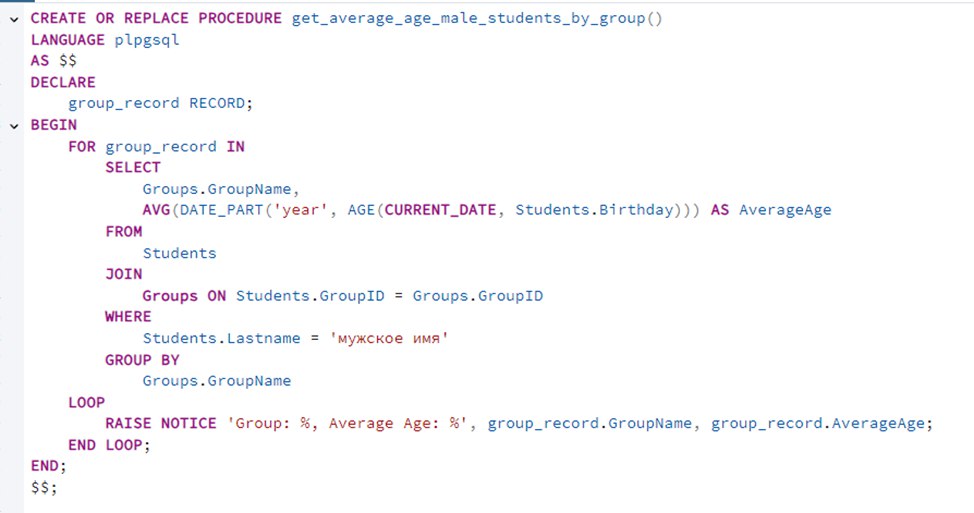 CREATE OR REPLACE PROCEDURE get_average_age_male_students_by_group()
LANGUAGE plpgsql
AS $$
DECLARE
    group_record RECORD;
BEGIN
    FOR group_record IN
        SELECT
            Groups.GroupName,
            AVG(DATE_PART('year', AGE(CURRENT_DATE, Students.Birthday))) AS AverageAge
        FROM
            Students
        JOIN
            Groups ON Students.GroupID = Groups.GroupID
        WHERE
            Students.Lastname = 'мужское имя'
        GROUP BY
            Groups.GroupName
    LOOP
        RAISE NOTICE 'Group: %, Average Age: %', group_record.GroupName, group_record.AverageAge;
    END LOOP;
END;
$$;